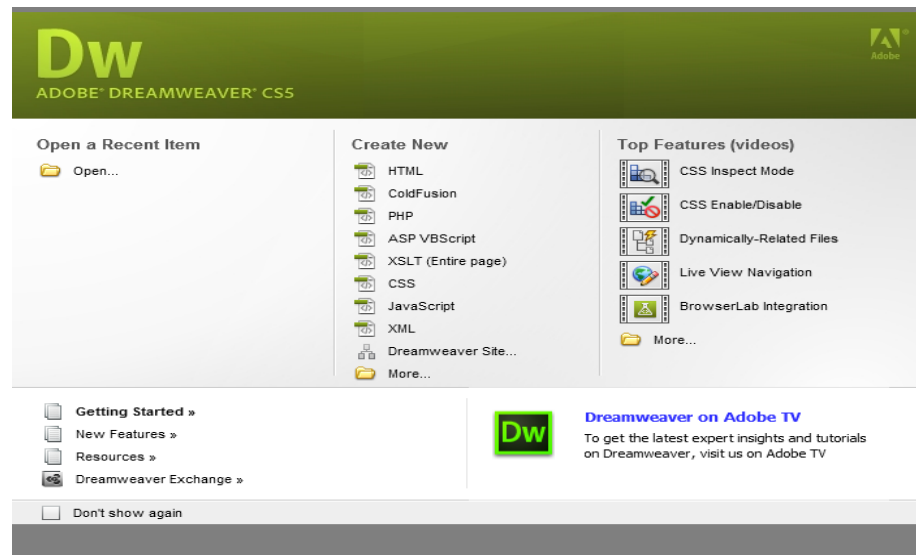 Dw
ADOBE® DREAMWEAVER® CS5
Adobe®
Open a Recent Item
Open...
Create New
HTML
ColdFusion
PHP
ASP VBScript
XSLT (Entire page)
CSS
JavaScript
XML
Dreamweaver Site...
More...
Top Features (videos)
CSS Inspect Mode
CSS Enable/Disable
Dynamically-Related Files
Live View Navigation
BrowserLab Integration
More...
Getting Started »
New Features »
Resources »
Dreamweaver Exchange »
Dw
Dreamweaver on Adobe TV
To get the latest expert insights and tutorials
on Dreamweaver, visit us on Adobe TV
Don't show again